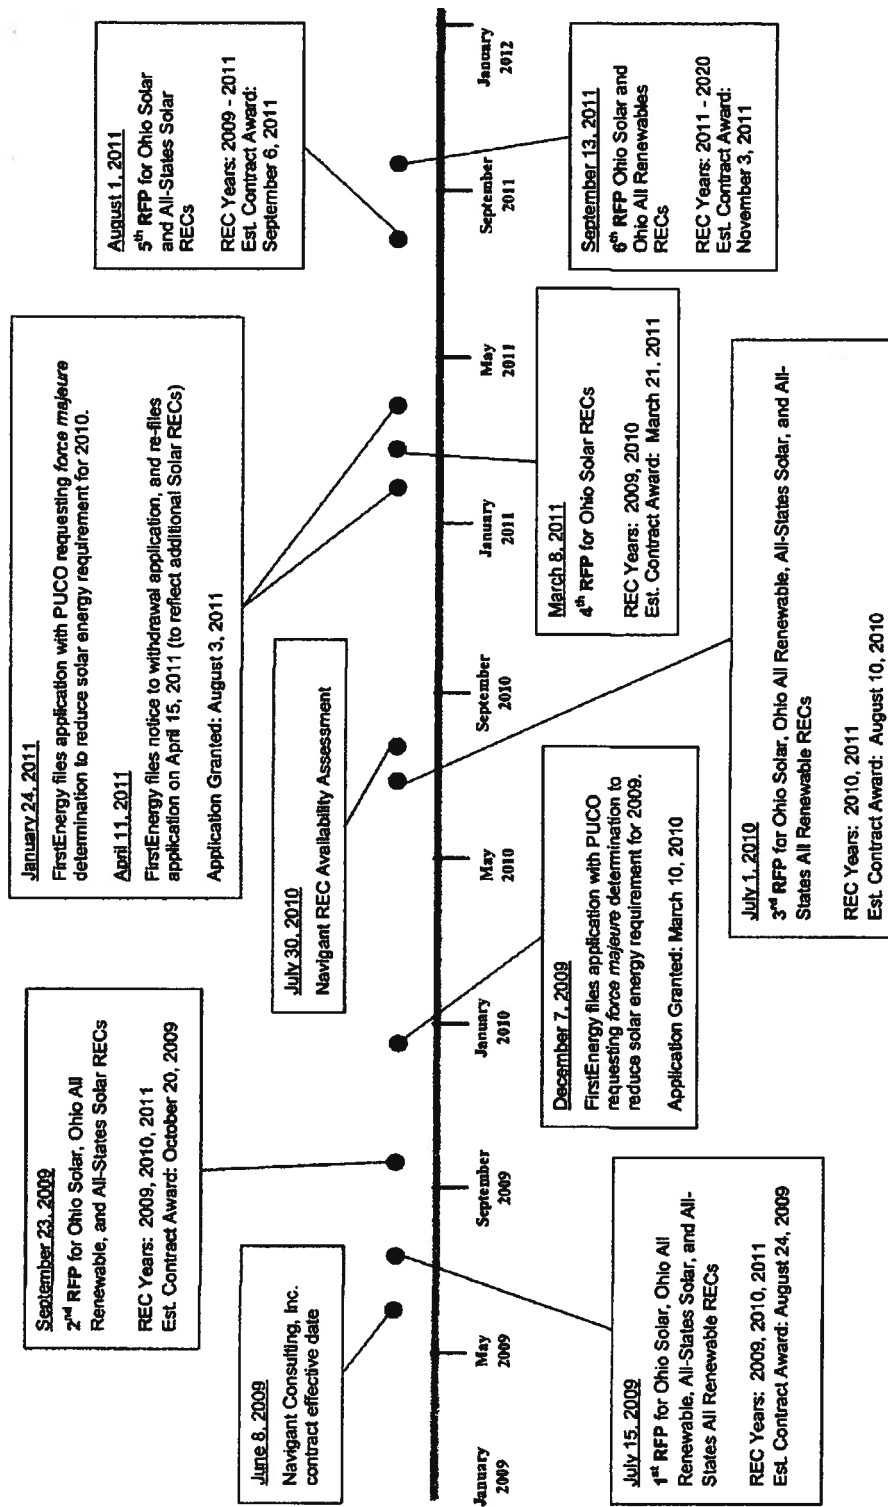 September 23, 2009
2nd RFP for Ohio Solar, Ohio All
Renewable, and All-States Solar RECs
REC Years: 2009, 2010, 2011
Est. Contract Award: October 20, 2009
January 24, 2011
FirstEnergy files application with PUCO requesting force majeure
determination to reduce solar energy requirement for 2010.
April 11, 2011
FirstEnergy files notice to withdrawal application, and re-files
application on April 15, 2011 (to reflect additional Solar RECs)
Application Granted: August 3, 2011
August 1, 2011
5th RFP for Ohio Solar
and All-States Solar
RECs
REC Years: 2009 - 2011
Est. Contract Award:
September 6, 2011
June 8, 2009
Navigant Consulting, Inc.
contract effective date
July 30, 2010
Navigant REC Availability Assessment
January
2009
May
2009
September
2009
January
2010
May
2010
September
2010
January
2011
May
2011
September
2011
January
2012
July 15, 2009
1st RFP for Ohio Solar, Ohio All
Renewable, All-States Solar, and All-
States All Renewable RECs
REC Years: 2009, 2010, 2011
Est. Contract Award: August 24, 2009
December 7, 2009
FirstEnergy files application with PUCO
requesting force majeure determination to
reduce solar energy requirement for 2009.
Application Granted: March 10, 2010
July 1, 2010
3rd RFP for Ohio Solar, Ohio All Renewable, All-States Solar, and All-
States All Renewable RECs
REC Years: 2010, 2011
Est. Contract Award: August 10, 2010
March 8, 2011
4th RFP for Ohio Solar RECs
REC Years: 2009, 2010
Est. Contract Award: March 21, 2011
September 13, 2011
6th RFP Ohio Solar and
Ohio All Renewables
RECs
REC Years: 2011 - 2020
Est. Contract Award:
November 3, 2011